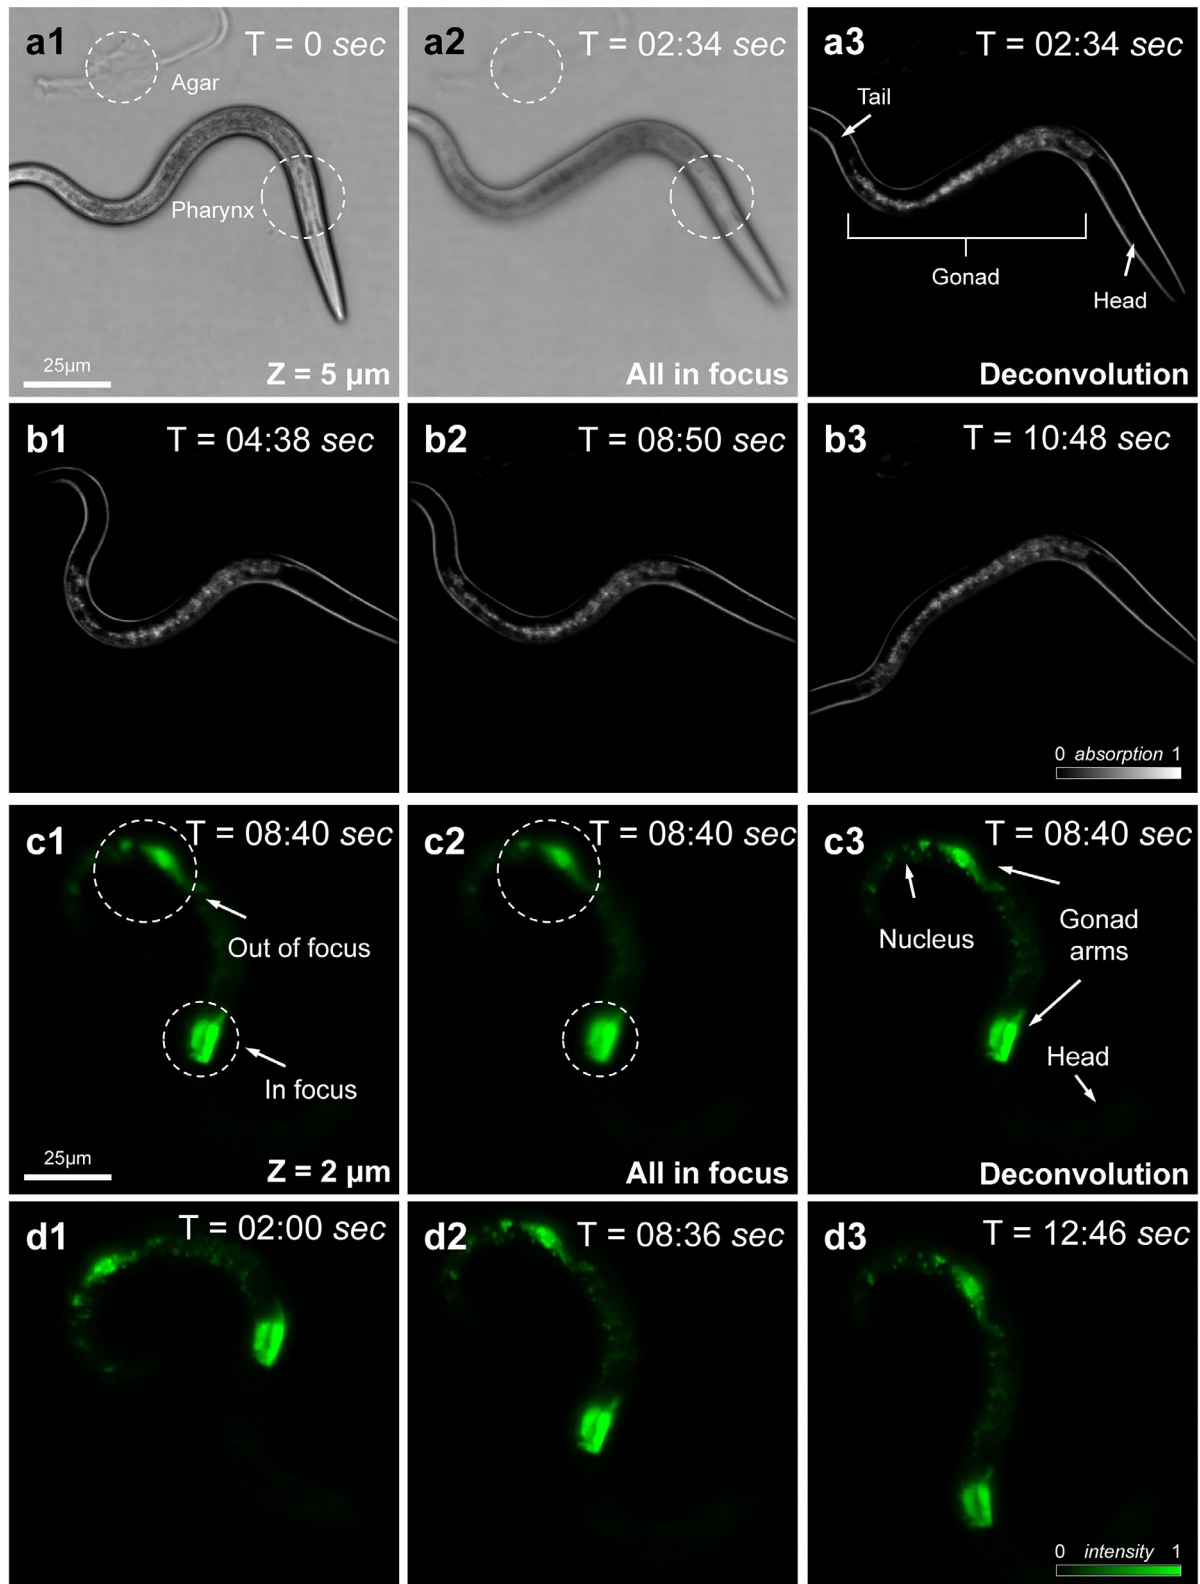 a1
T = 0 sec
Agar
Pharynx
25µm
Z = 5 µm
a2
T = 02:34 sec
All in focus
a3
T = 02:34 sec
Tail
Gonad
Head
Deconvolution
b1
T = 04:38 sec
b2
T = 08:50 sec
b3
T = 10:48 sec
0 absorption 1
c1
T = 08:40 sec
Out of focus
In focus
25µm
Z = 2 µm
c2
T = 08:40 sec
All in focus
c3
T = 08:40 sec
Nucleus
Gonad
arms
Head
Deconvolution
d1
T = 02:00 sec
d2
T = 08:36 sec
d3
T = 12:46 sec
0 intensity 1